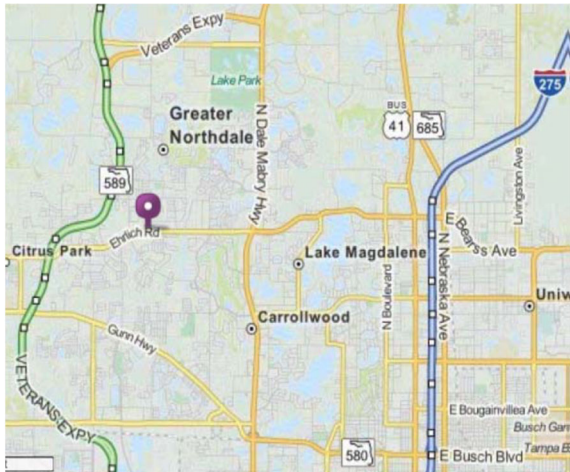 Veterans Expy
Lake Park
Greater
Northdale
N Dale Mabry Hwy
BUS
41
685
275
589
Livingston Ave
Ehrlich Rd
Citrus Park
E Bearss Ave
N Nebraska Ave
Lake Magdalene
N Boulevard
Carrollwood
Univ
Gunn Hwy
VETERANS EXPY
E Bougainvillea Ave
Busch Gar
580
E Busch Blvd
Tampa B